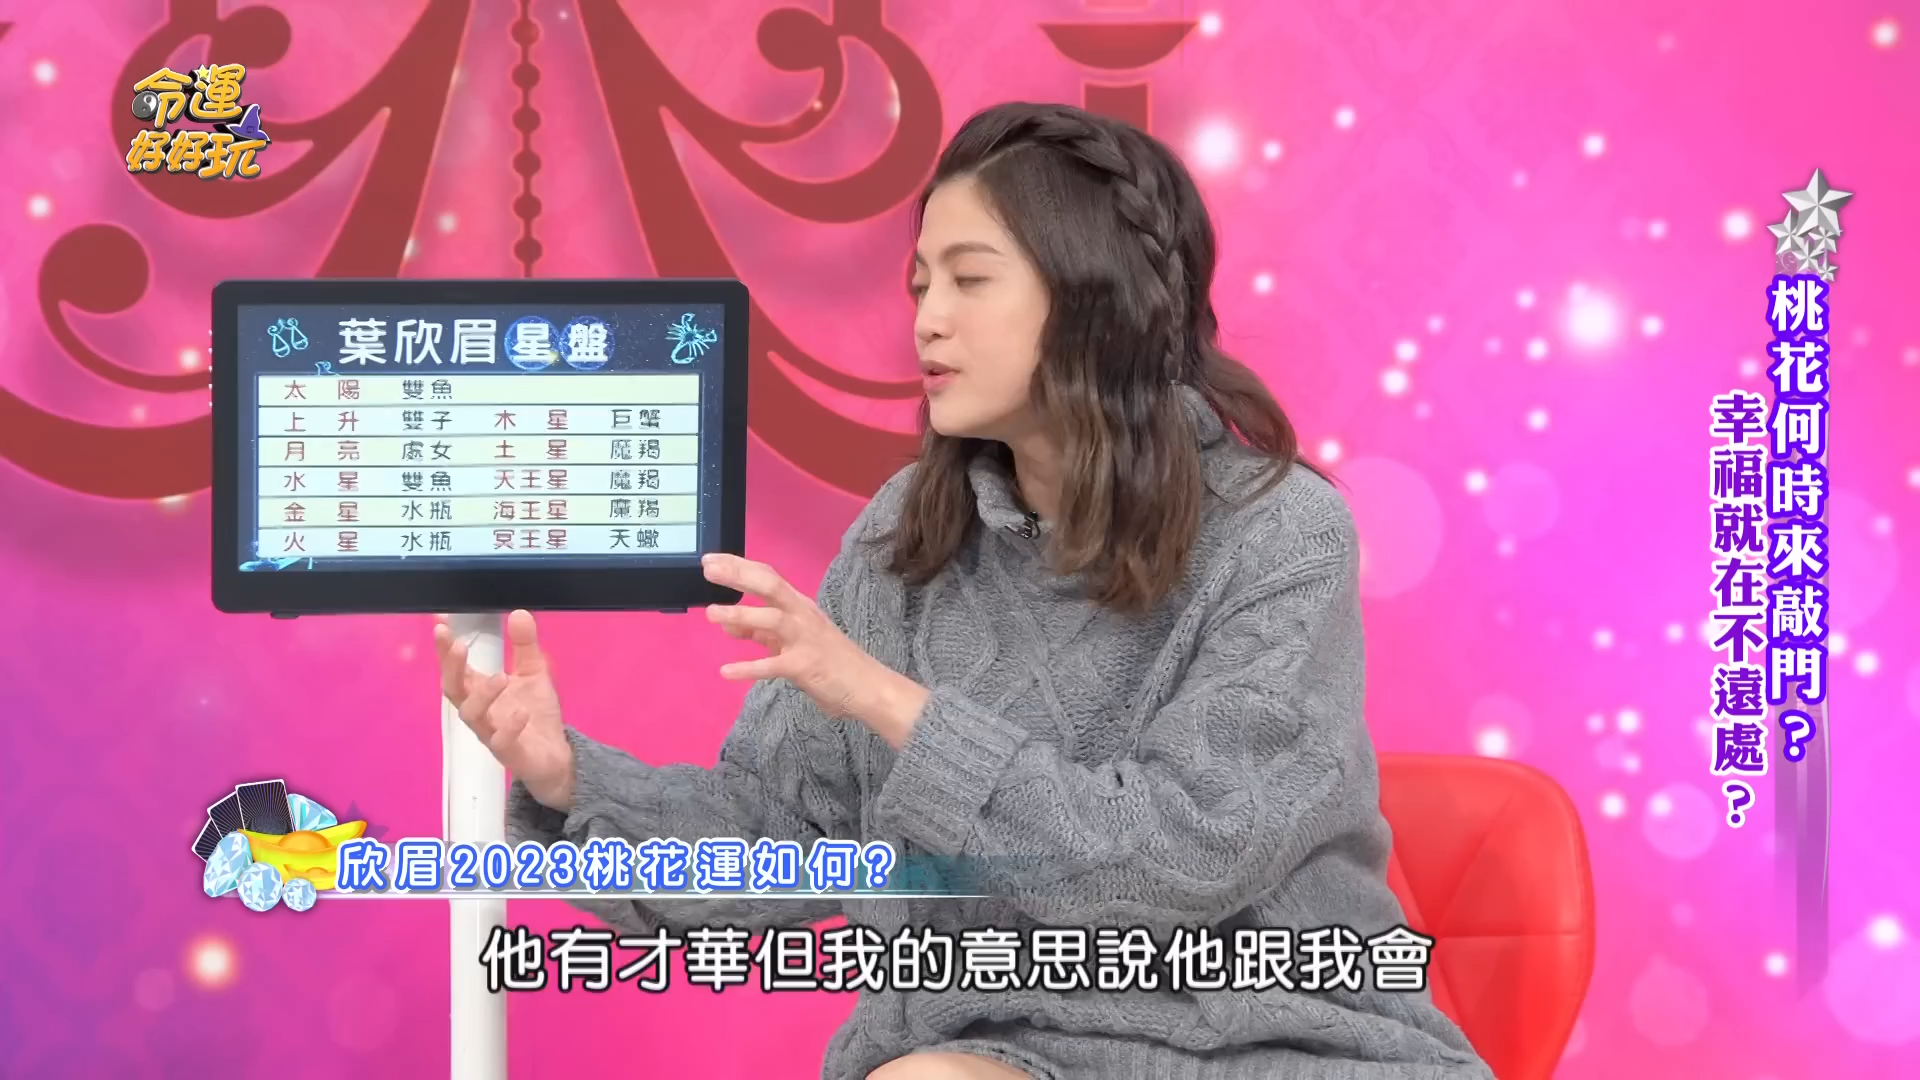 命運
好好玩
葉欣眉星盤
太陽 雙魚
上升 雙子 木星 巨蟹
月亮 處女 土星 魔羯
水星 雙魚 天王星 魔羯
金星 水瓶 海王星 魔羯
火星 水瓶 冥王星 天蠍
桃花何時來敲門？
幸福就在不遠處？
欣眉2023桃花運如何?
他有才華但我的意思說他跟我會